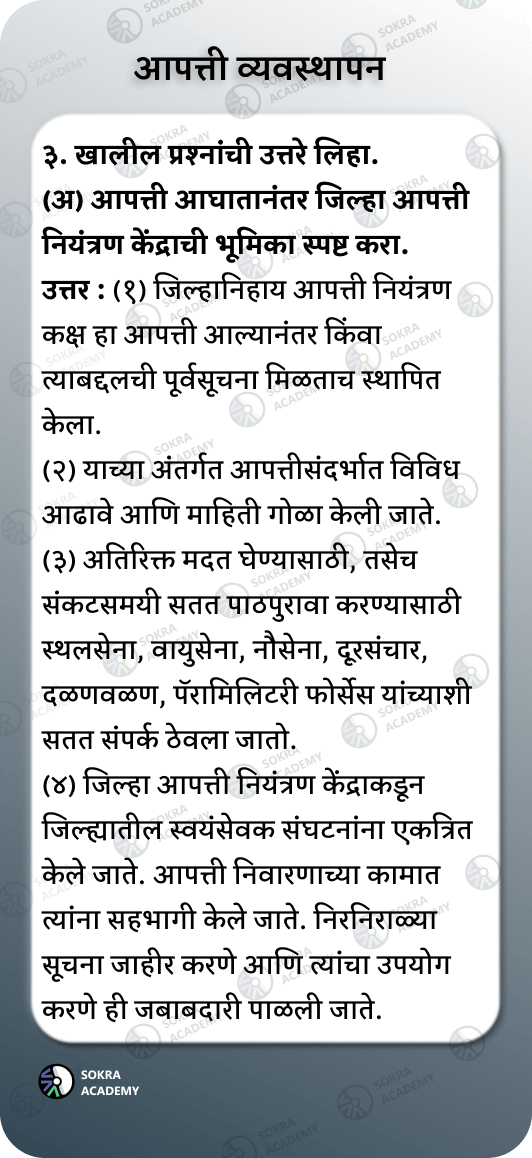 आपत्ती व्यवस्थापन
३. खालील प्रश्नांची उत्तरे लिहा.
(अ) आपत्ती आघातानंतर जिल्हा आपत्ती
नियंत्रण केंद्राची भूमिका स्पष्ट करा.
उत्तर : (१) जिल्हानिहाय आपत्ती नियंत्रण
कक्ष हा आपत्ती आल्यानंतर किंवा
त्याबद्दलची पूर्वसूचना मिळताच स्थापित
केला.
(२) याच्या अंतर्गत आपत्तीसंदर्भात विविध
आढावे आणि माहिती गोळा केली जाते.
(३) अतिरिक्त मदत घेण्यासाठी, तसेच
संकटसमयी सतत पाठपुरावा करण्यासाठी
स्थलसेना, वायुसेना, नौसेना, दूरसंचार,
दळणवळण, पॅरामिलिटरी फोर्सेस यांच्याशी
सतत संपर्क ठेवला जातो.
(४) जिल्हा आपत्ती नियंत्रण केंद्राकडून
जिल्ह्यातील स्वयंसेवक संघटनांना एकत्रित
केले जाते. आपत्ती निवारणाच्या कामात
त्यांना सहभागी केले जाते. निरनिराळ्या
सूचना जाहीर करणे आणि त्यांचा उपयोग
करणे ही जबाबदारी पाळली जाते.
SOKRA
ACADEMY